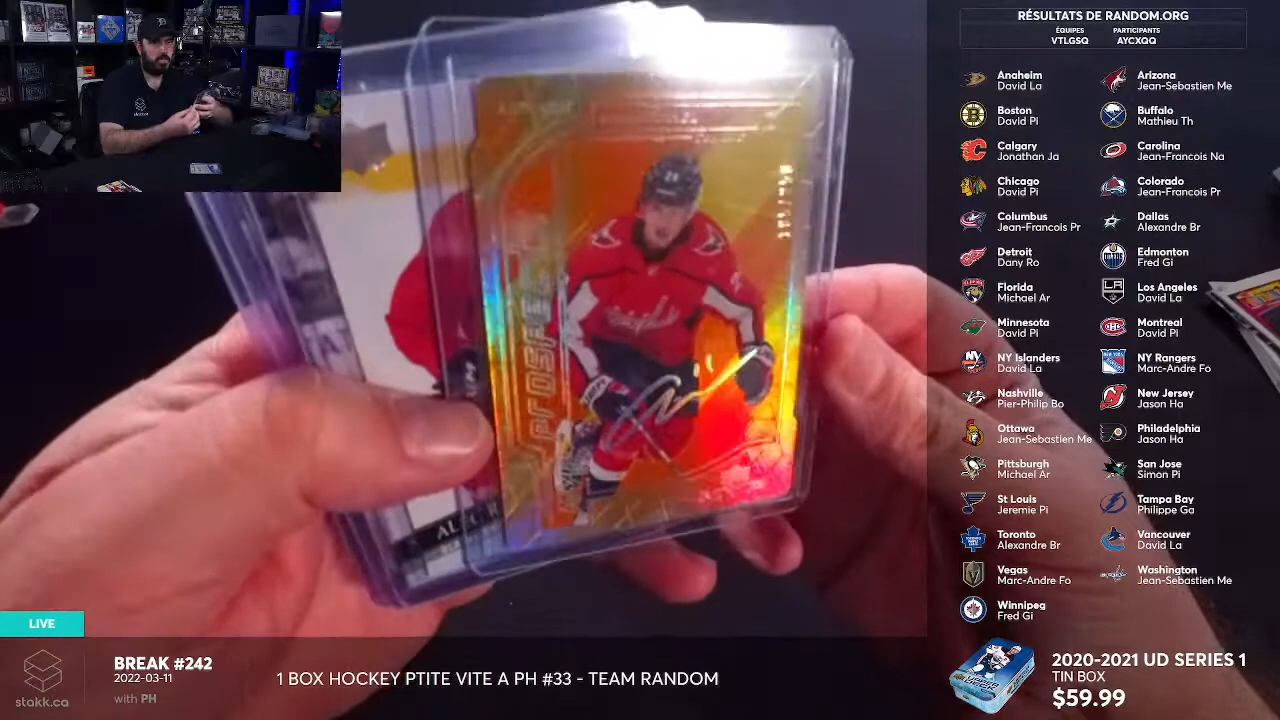 RÉSULTATS DE RANDOM.ORG
ÉQUIPES
VTLGSQ
PARTICIPANTS
AYCXQQ
Anaheim
David La
Arizona
Jean-Sebastien Me
Boston
David Pi
Buffalo
Mathieu Th
Calgary
Jonathan Ja
Carolina
Jean-Francois Na
Chicago
David Pi
Colorado
Jean-Francois Pr
Columbus
Jean-Francois Pr
Dallas
Alexandre Br
Detroit
Dany Ro
Edmonton
Fred Gi
Florida
Michael Ar
Los Angeles
David La
Minnesota
David Pi
Montreal
David Pl
NY Islanders
David La
NY Rangers
Marc-Andre Fo
Nashville
Pier-Philip Bo
New Jersey
Jason Ha
Ottawa
Jean-Sebastien Me
Philadelphia
Jason Ha
Pittsburgh
Michael Ar
San Jose
Simon Pi
St Louis
Jeremie Pi
Tampa Bay
Philippe Ga
Toronto
Alexandre Br
Vancouver
David La
Vegas
Marc-Andre Fo
Washington
Jean-Sebastien Me
Winnipeg
Fred Gi
LIVE
stakk.ca
BREAK #242
2022-03-11
with PH
1 BOX HOCKEY PTITE VITE A PH #33 - TEAM RANDOM
2020-2021 UD SERIES 1
TIN BOX
$59.99